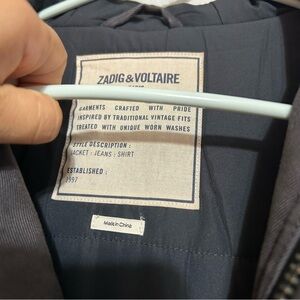 ZADIG & VOLTAIRE
GARMENTS CRAFTED WITH PRIDE
INSPIRED BY TRADITIONAL VINTAGE FITS
TREATED WITH UNIQUE WORN WASHES
STYLE DESCRIPTION :
JACKET · JEANS · SHIRT
ESTABLISHED :
1997
Made in China